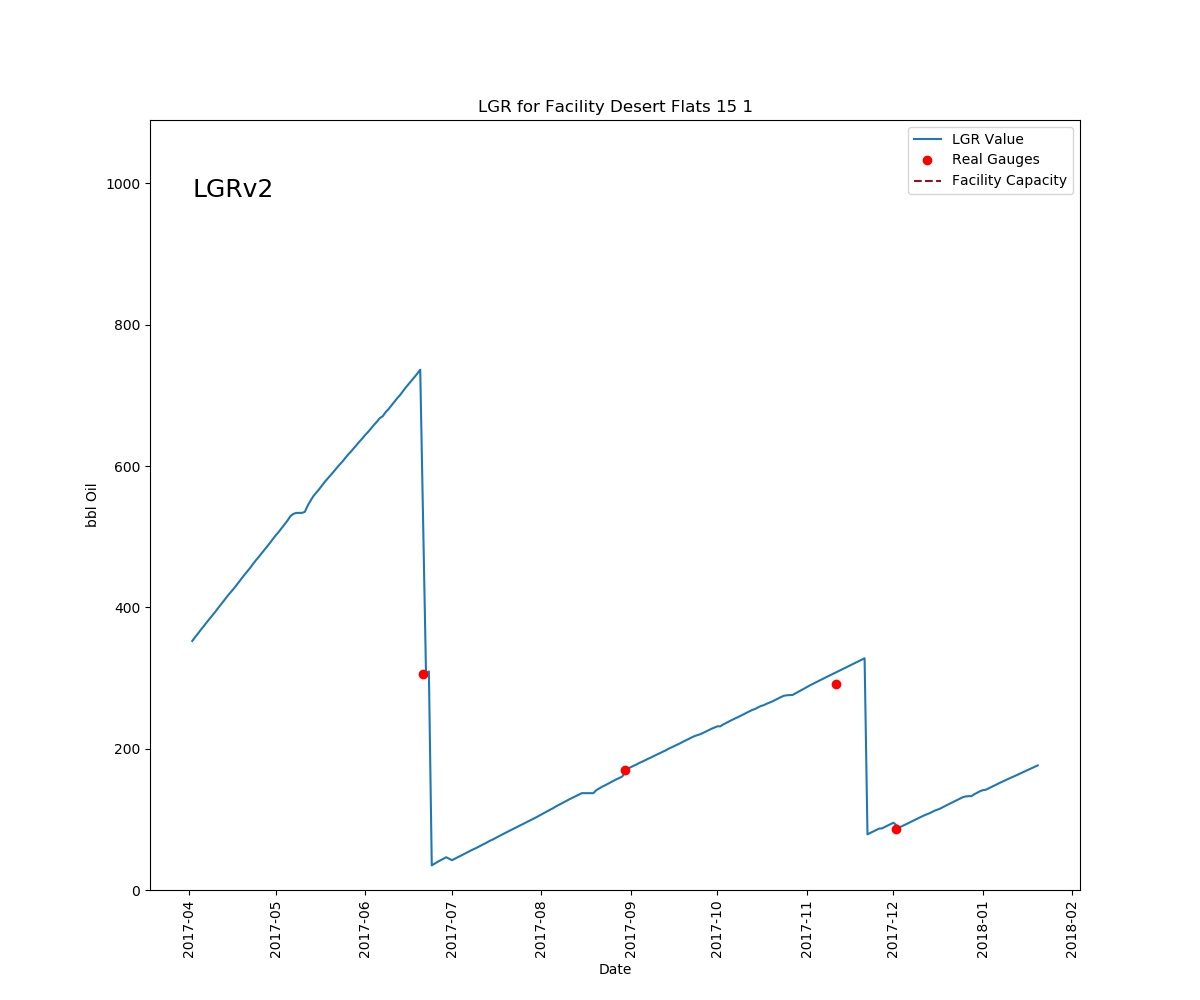 LGR for Facility Desert Flats 15 1
LGR Value
Real Gauges
Facility Capacity
LGRv2
1000
800
600
400
200
0
bbl Oil
2017-04
2017-05
2017-06
2017-07
2017-08
2017-09
2017-10
2017-11
2017-12
2018-01
2018-02
Date